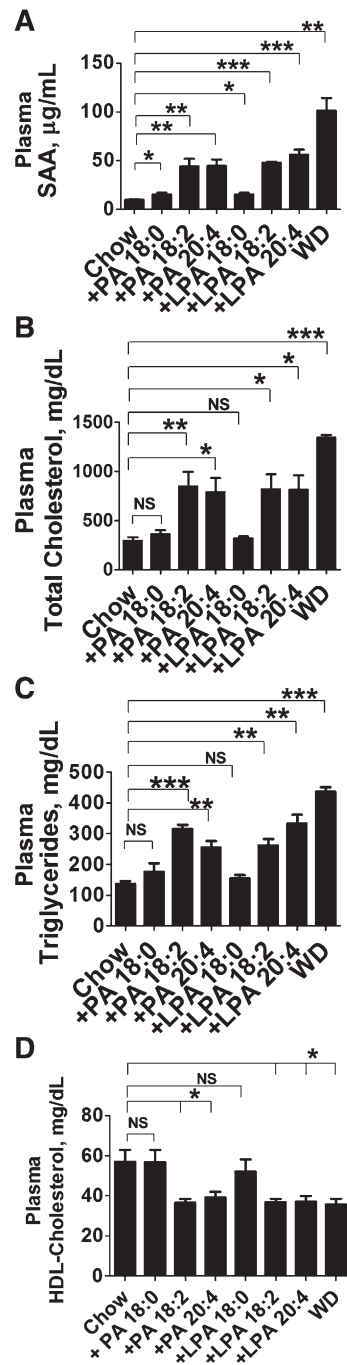 A
**
***
***
*
**
**
*
Plasma
SAA, µg/mL
150
100
50
0
Chow
+PA 18:0
+PA 18:2
+PA 20:4
+LPA 18:0
+LPA 18:2
+LPA 20:4
WD
B
***
*
*
NS
**
*
NS
Plasma
Total Cholesterol, mg/dL
1500
1000
500
0
Chow
+PA 18:0
+PA 18:2
+PA 20:4
+LPA 18:0
+LPA 18:2
+LPA 20:4
WD
C
***
**
**
NS
***
**
NS
Plasma
Triglycerides, mg/dL
500
400
300
200
100
0
Chow
+PA 18:0
+PA 18:2
+PA 20:4
+LPA 18:0
+LPA 18:2
+LPA 20:4
WD
D
*
NS
*
NS
Plasma
HDL-Cholesterol, mg/dL
80
60
40
20
0
Chow
+ PA 18:0
+PA 18:2
+PA 20:4
+LPA 18:0
+LPA 18:2
+LPA 20:4
WD